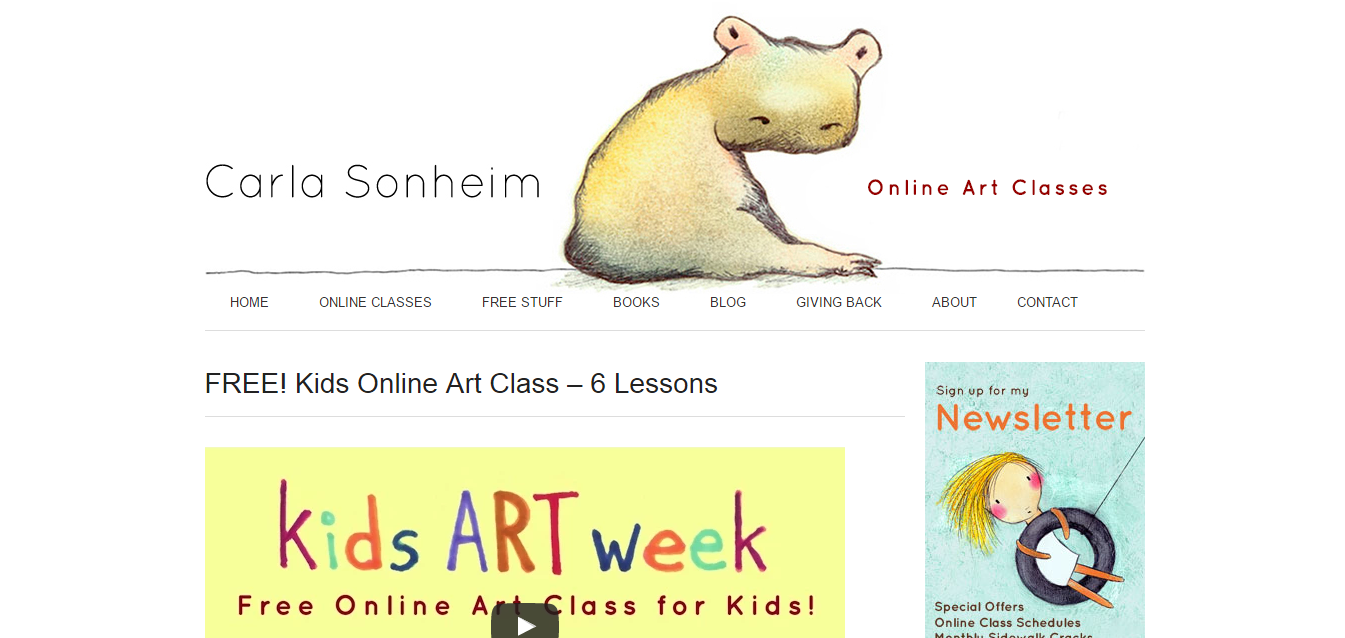 Carla Sonheim
Online Art Classes
HOME ONLINE CLASSES FREE STUFF BOOKS BLOG GIVING BACK ABOUT CONTACT
FREE! Kids Online Art Class – 6 Lessons
kids ART week
Free Online Art Class for Kids!
Sign up for my
Newsletter
Special Offers
Online Class Schedules
Monthly Sidewalk Cracks